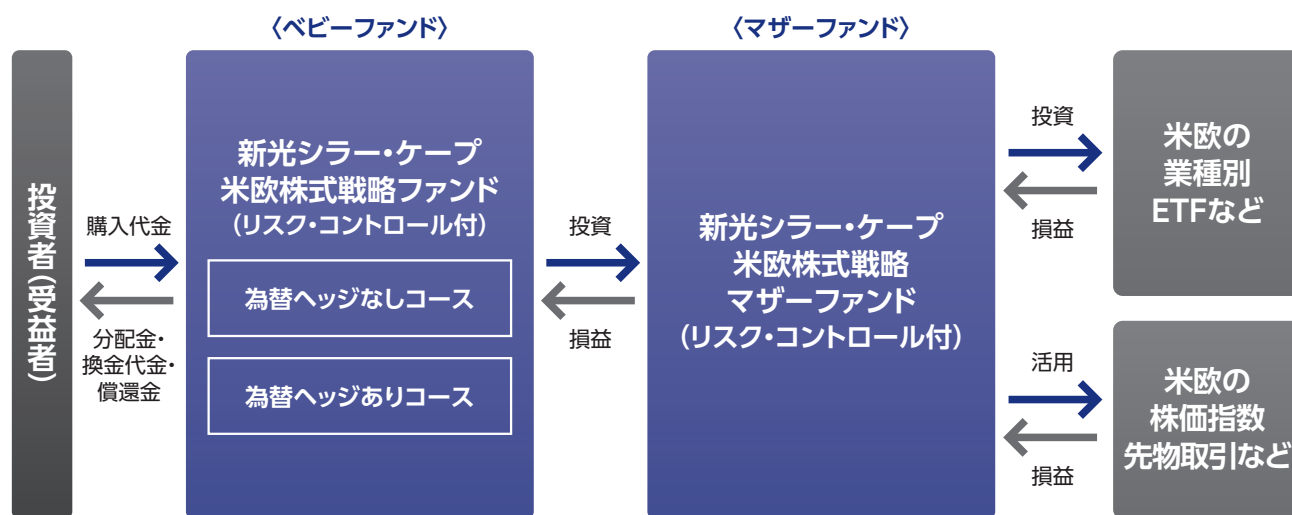 〈ベビーファンド〉
〈マザーファンド〉
投資者(受益者)
購入代金
分配金・
換金代金・
償還金
新光シラー・ケープ
米欧株式戦略ファンド
(リスク・コントロール付)
為替ヘッジなしコース
為替ヘッジありコース
投資
損益
新光シラー・ケープ
米欧株式戦略
マザーファンド
(リスク・コントロール付)
投資
損益
米欧の
業種別
ETFなど
活用
損益
米欧の
株価指数
先物取引など